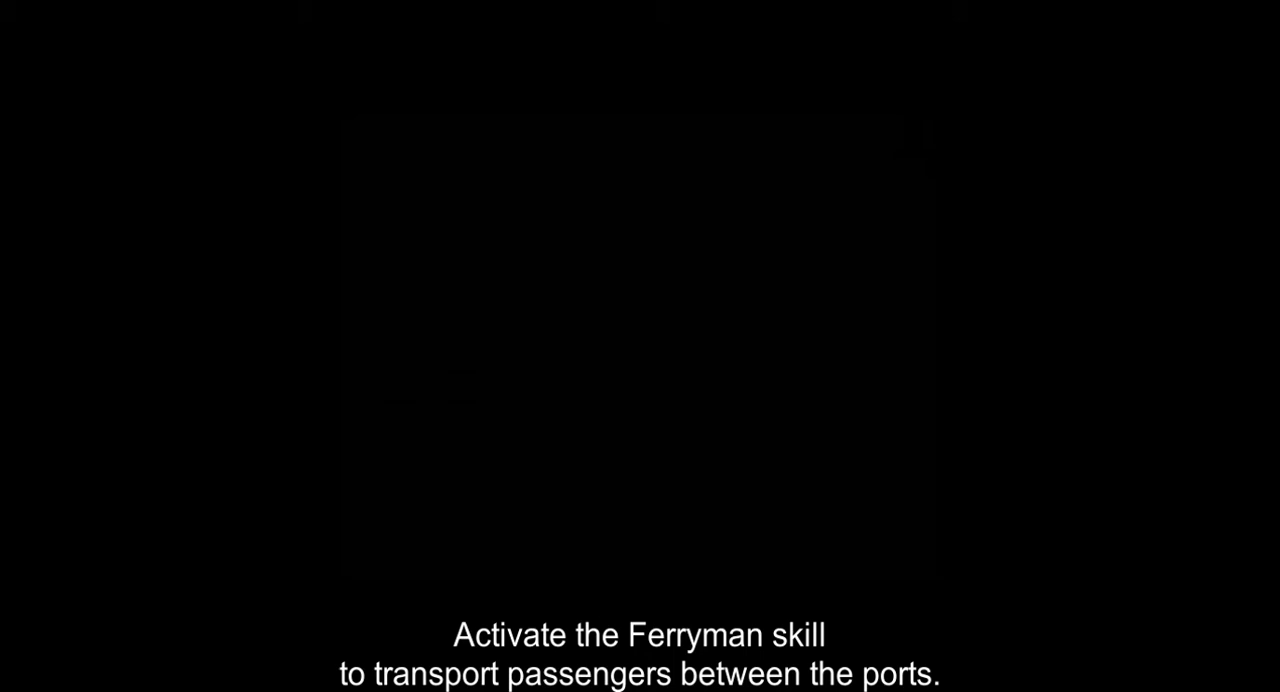 Activate the Ferryman skill
to transport passengers between the ports.